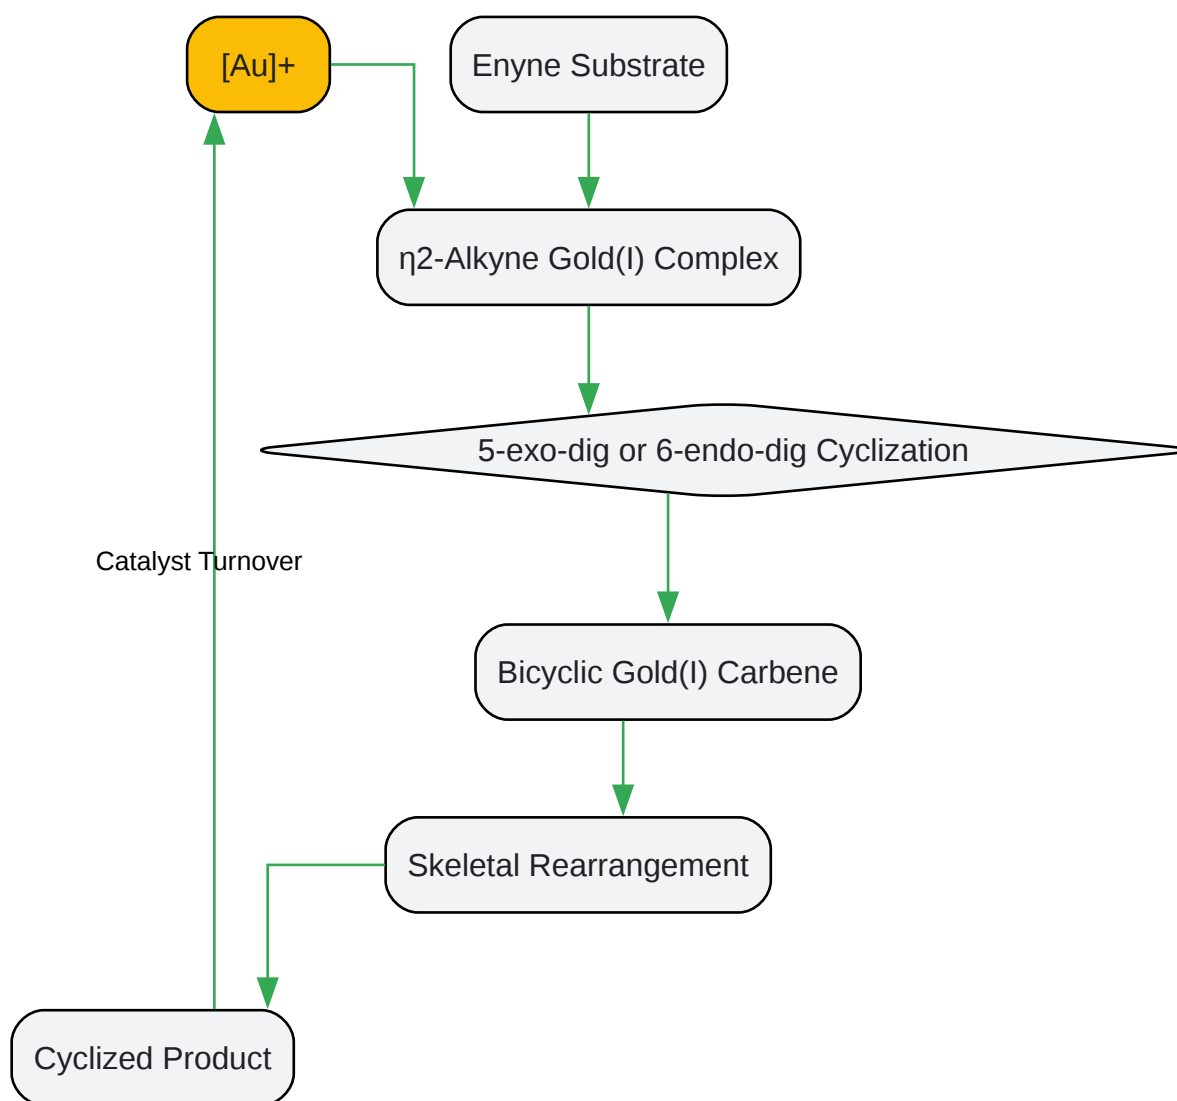 [Au]+
Enyne Substrate
η2-Alkyne Gold(I) Complex
5-exo-dig or 6-endo-dig Cyclization
Catalyst Turnover
Bicyclic Gold(I) Carbene
Skeletal Rearrangement
Cyclized Product